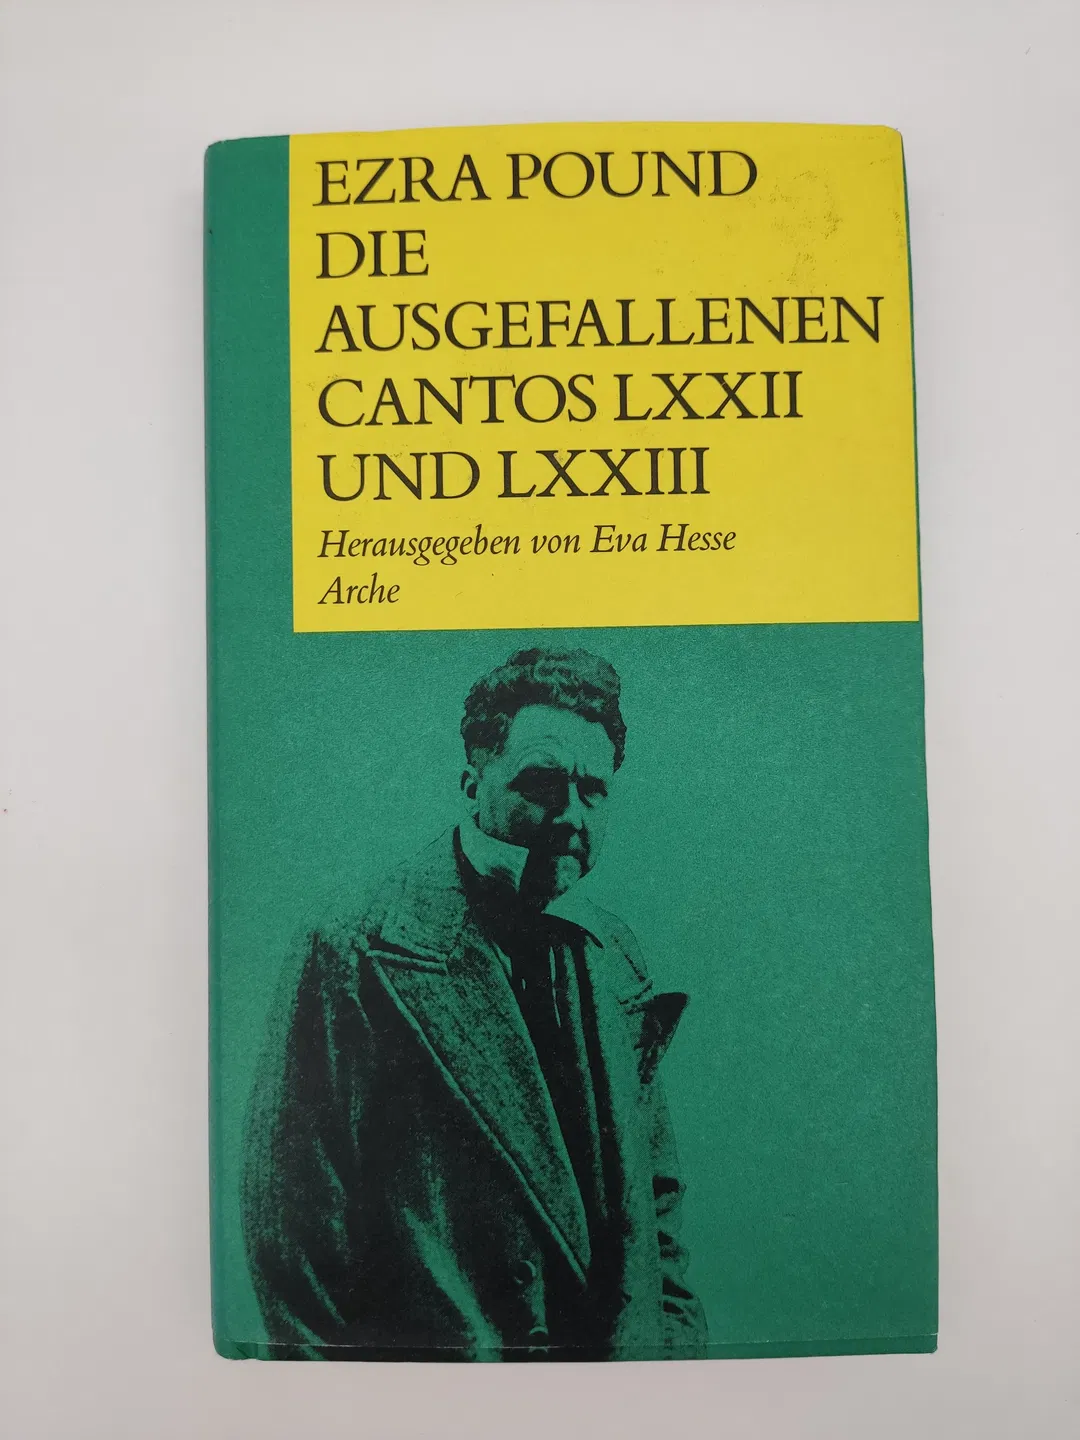 EZRA POUND
DIE
AUSGEFALLENEN
CANTOS LXXII
UND LXXIII
Herausgegeben von Eva Hesse
Arche